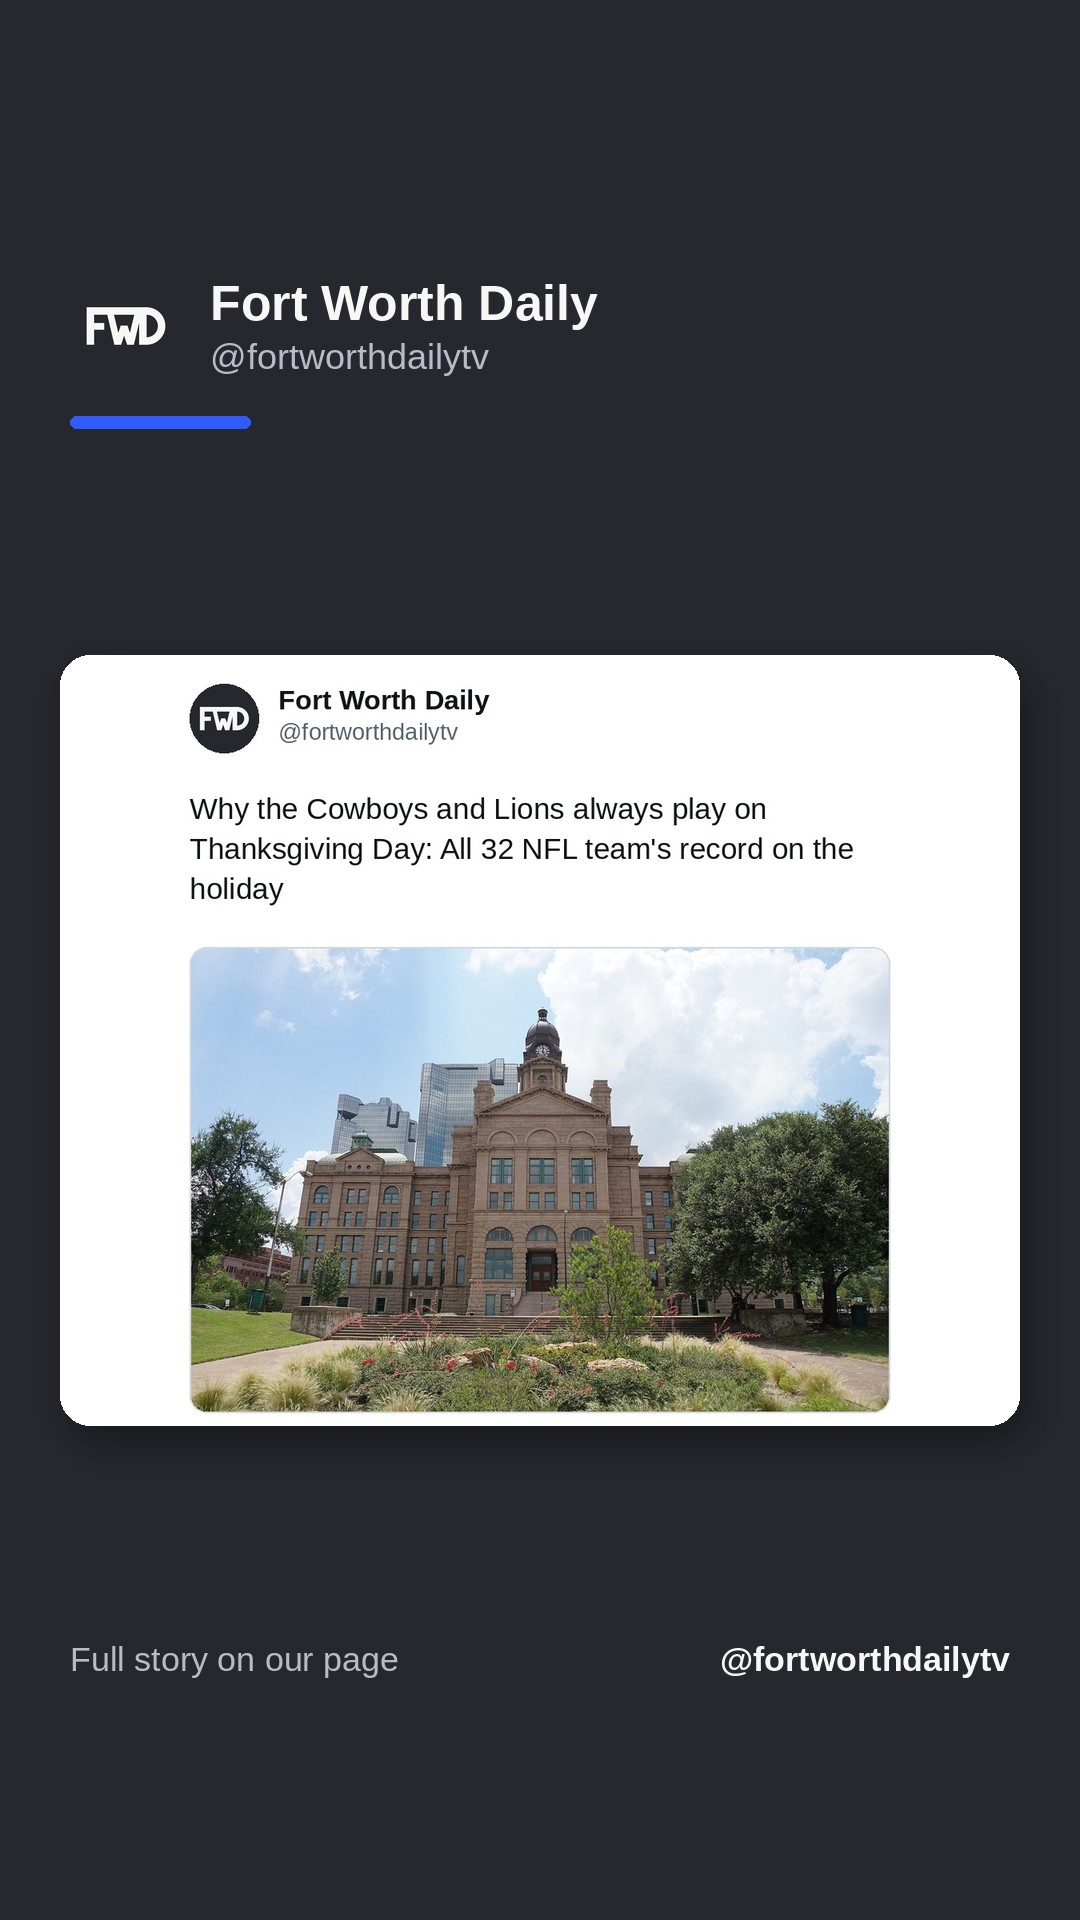 FWD
Fort Worth Daily
@fortworthdailytv
FWD
Fort Worth Daily
@fortworthdailytv
Why the Cowboys and Lions always play on
Thanksgiving Day: All 32 NFL team's record on the
holiday
Full story on our page
@fortworthdailytv